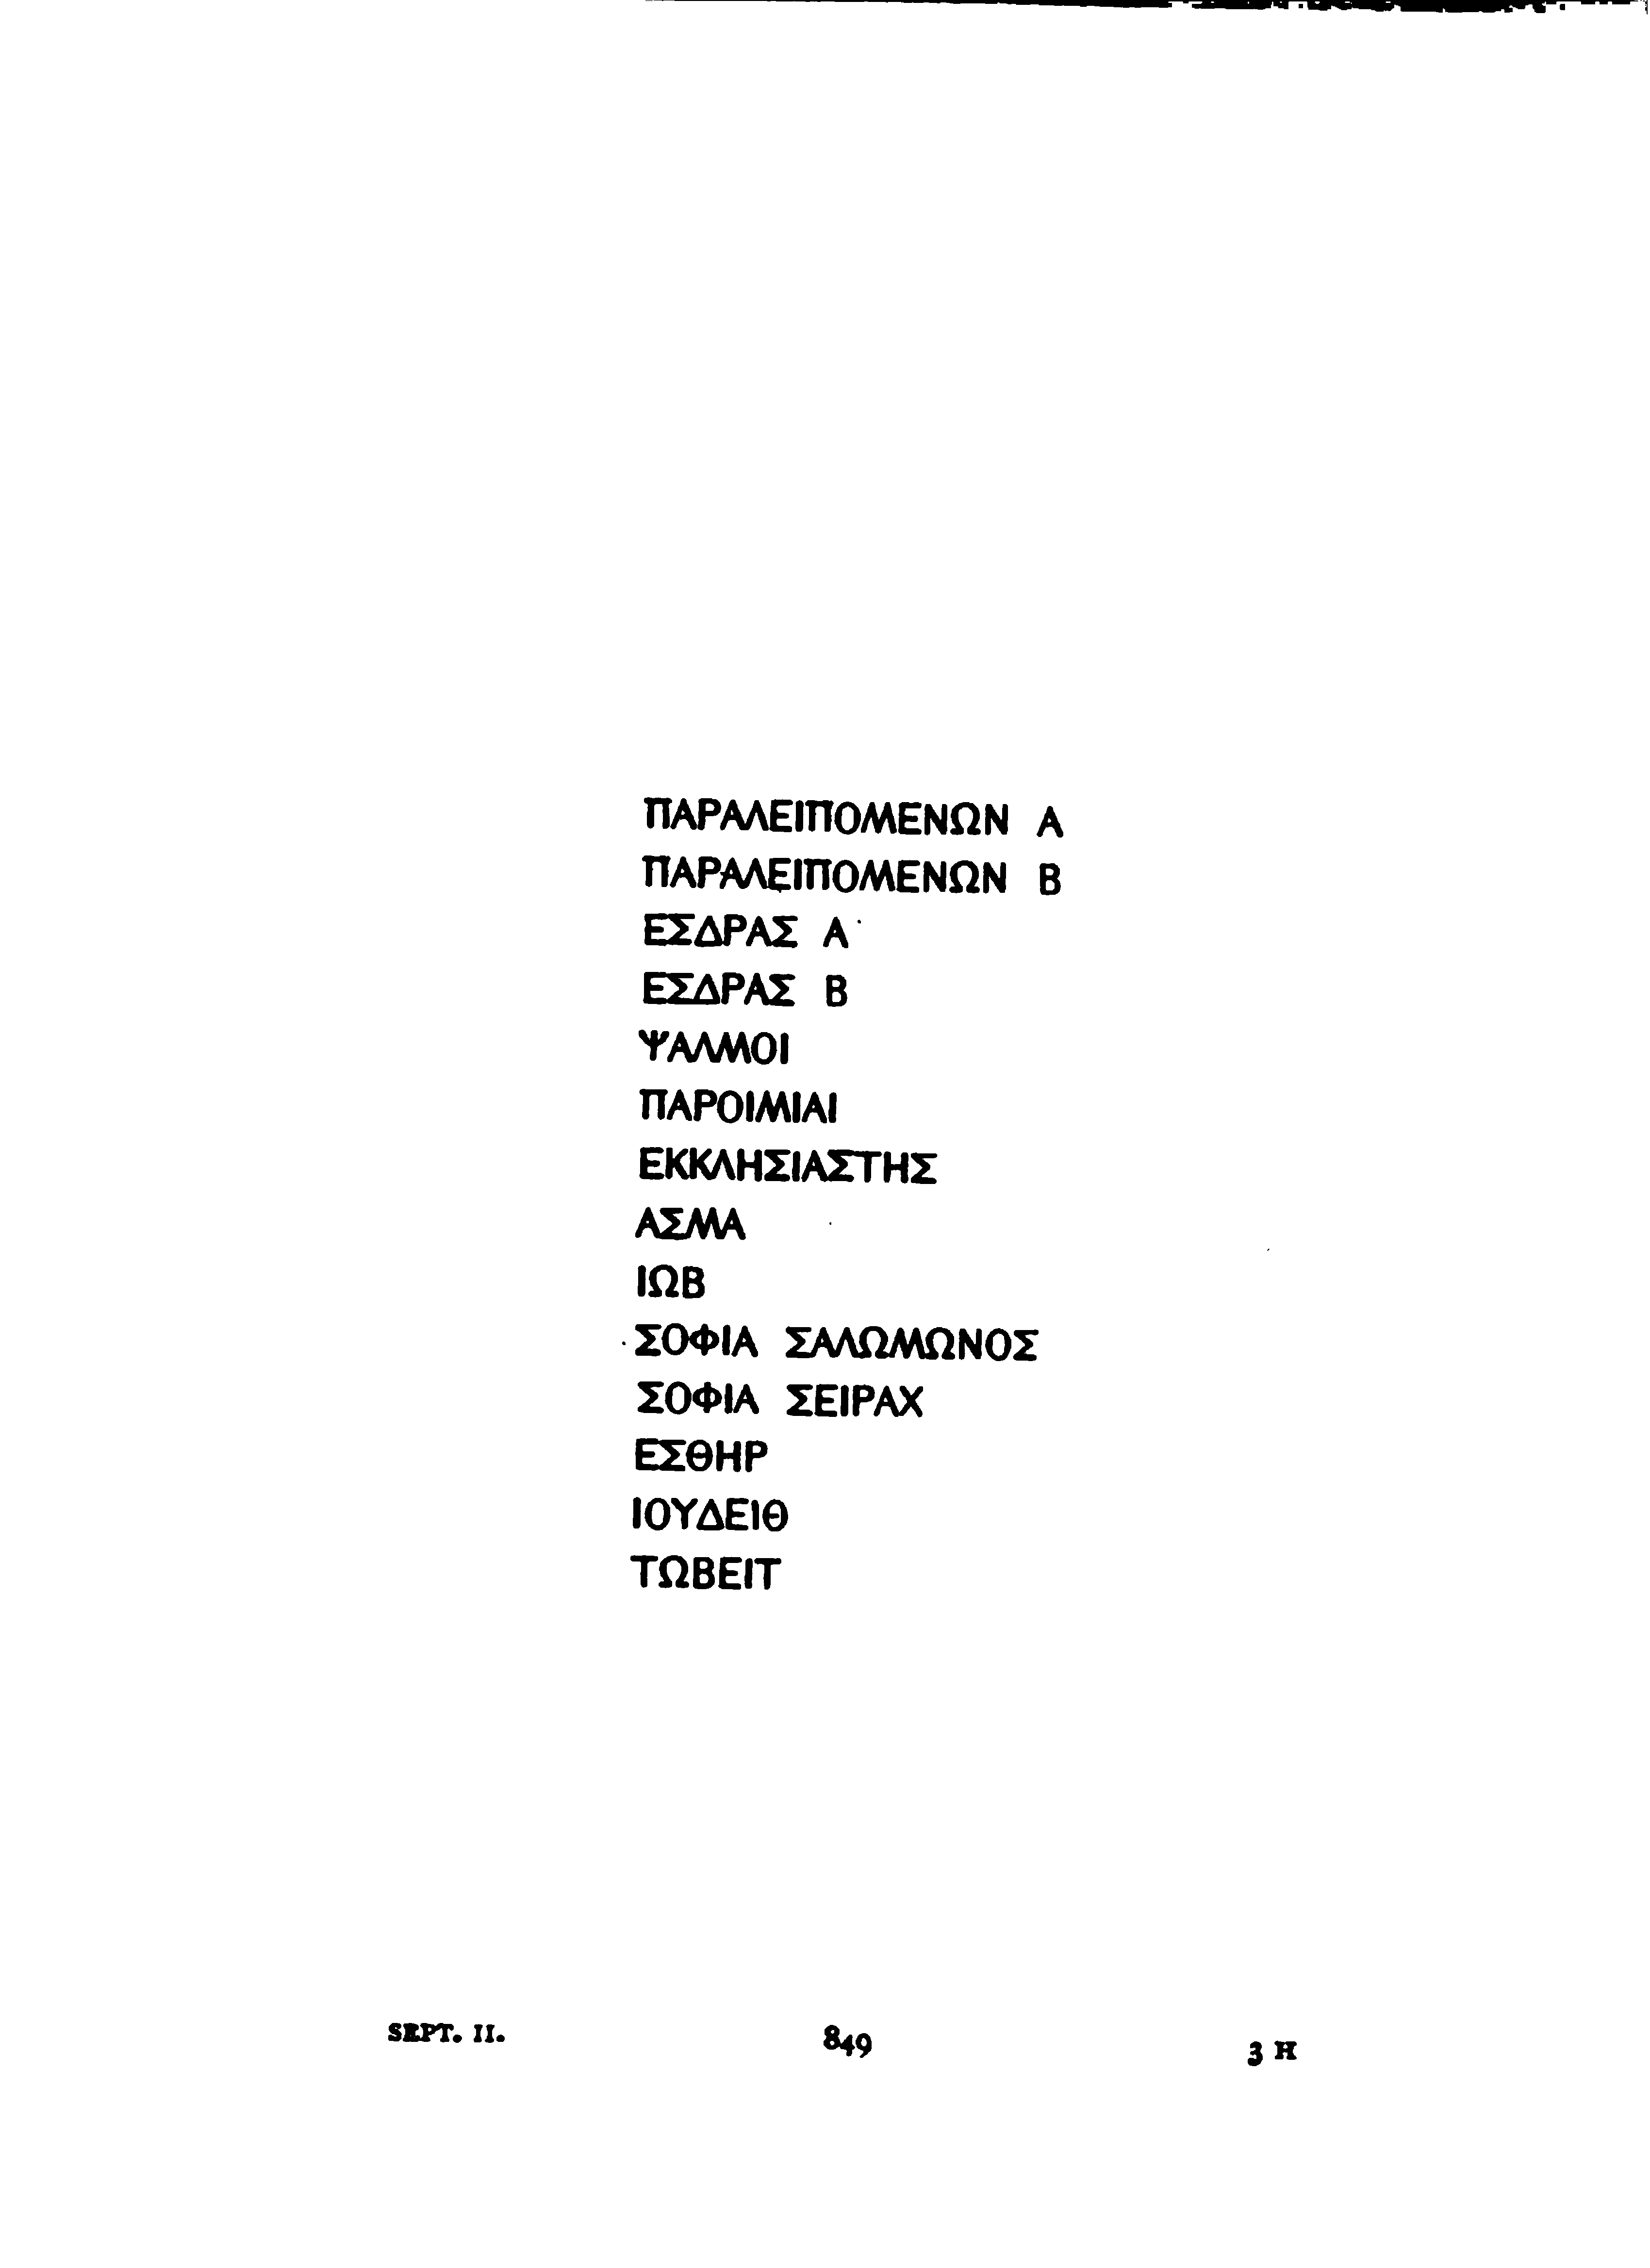 ΠΑΡΑΛΕΙΠΟΜΕΝΩΝ Α
ΠΑΡΑΛΕΙΠΟΜΕΝΩΝ Β
ΕΣΔΡΑΣ Α
ΕΣΔΡΑΣ Β
ΨΑΛΜΟΙ
ΠΑΡΟΙΜΙΑΙ
ΕΚΚΛΗΣΙΑΣΤΗΣ
ΑΣΜΑ
ΙΩΒ
ΣΟΦΙΑ ΣΑΛΩΜΩΝΟΣ
ΣΟΦΙΑ ΣΕΙΡΑΧ
ΕΣΘΗΡ
ΙΟΥΔΕΙΘ
ΤΩΒΕΙΤ
SEPT. II. 849 3 H